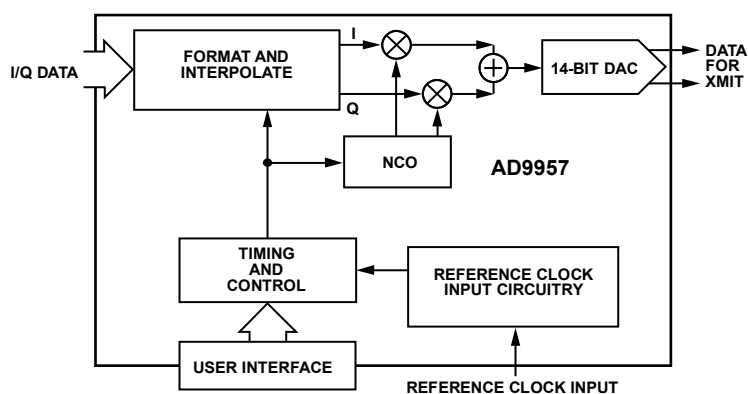 I/Q DATA
FORMAT AND
INTERPOLATE
I
Q
14-BIT DAC
DATA
FOR
XMIT
NCO
AD9957
TIMING
AND
CONTROL
REFERENCE CLOCK
INPUT CIRCUITRY
USER INTERFACE
REFERENCE CLOCK INPUT